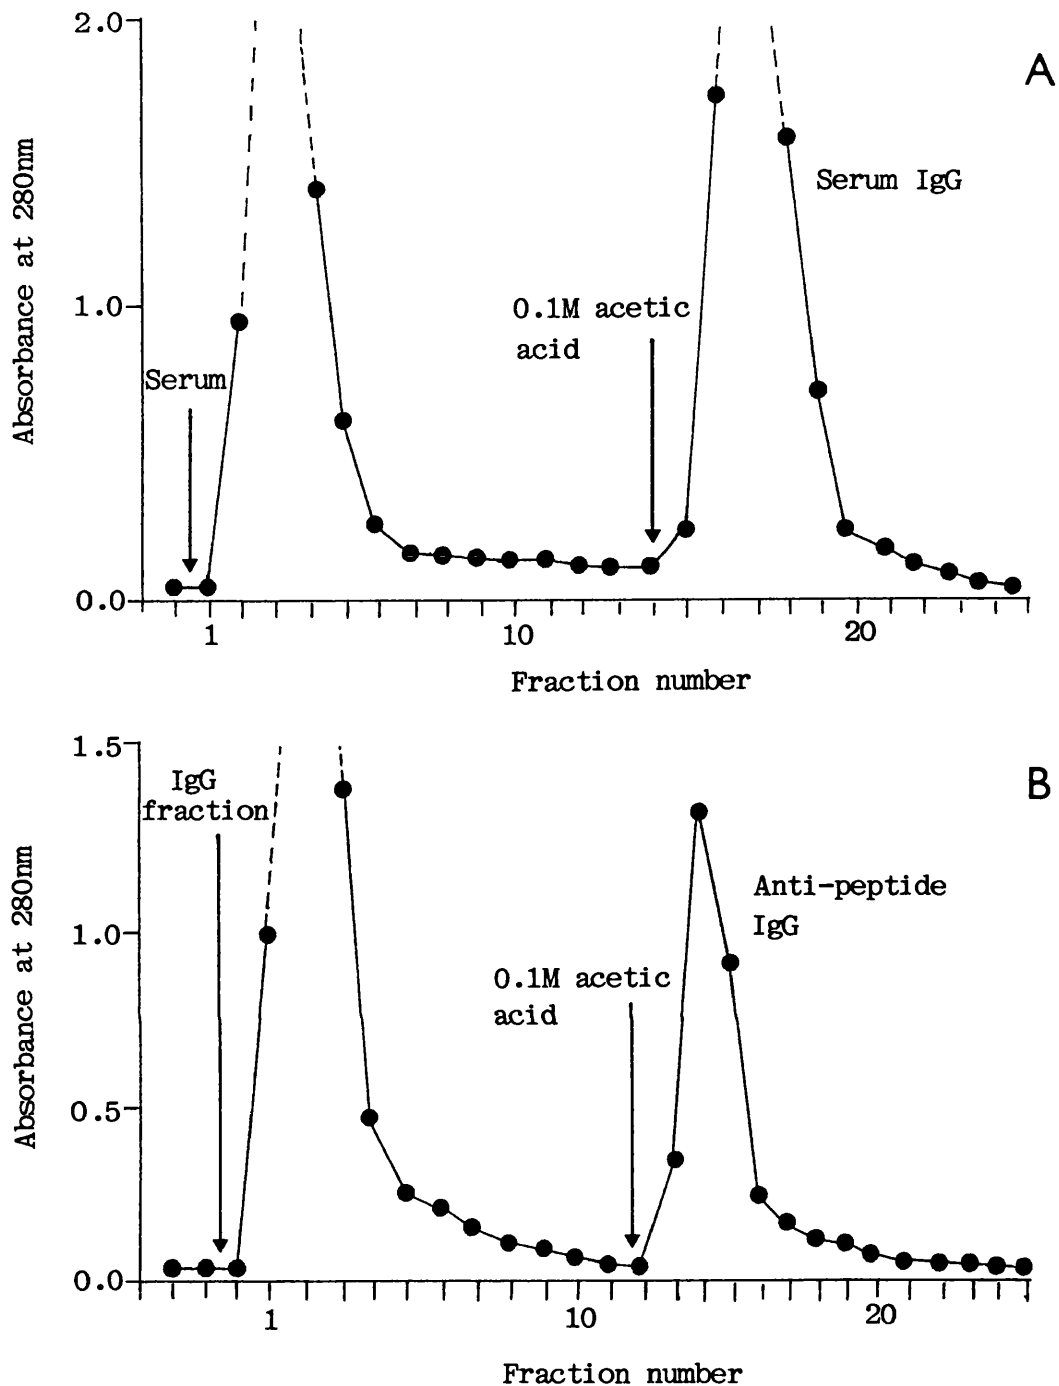 2.0
A
Absorbance at 280nm
Serum IgG
1.0
0.1M acetic
acid
Serum
0.0
1 10 20
Fraction number
1.5
B
IgG
fraction
Absorbance at 280nm
Anti-peptide
IgG
1.0
0.1M acetic
acid
0.5
0.0
1 10 20
Fraction number